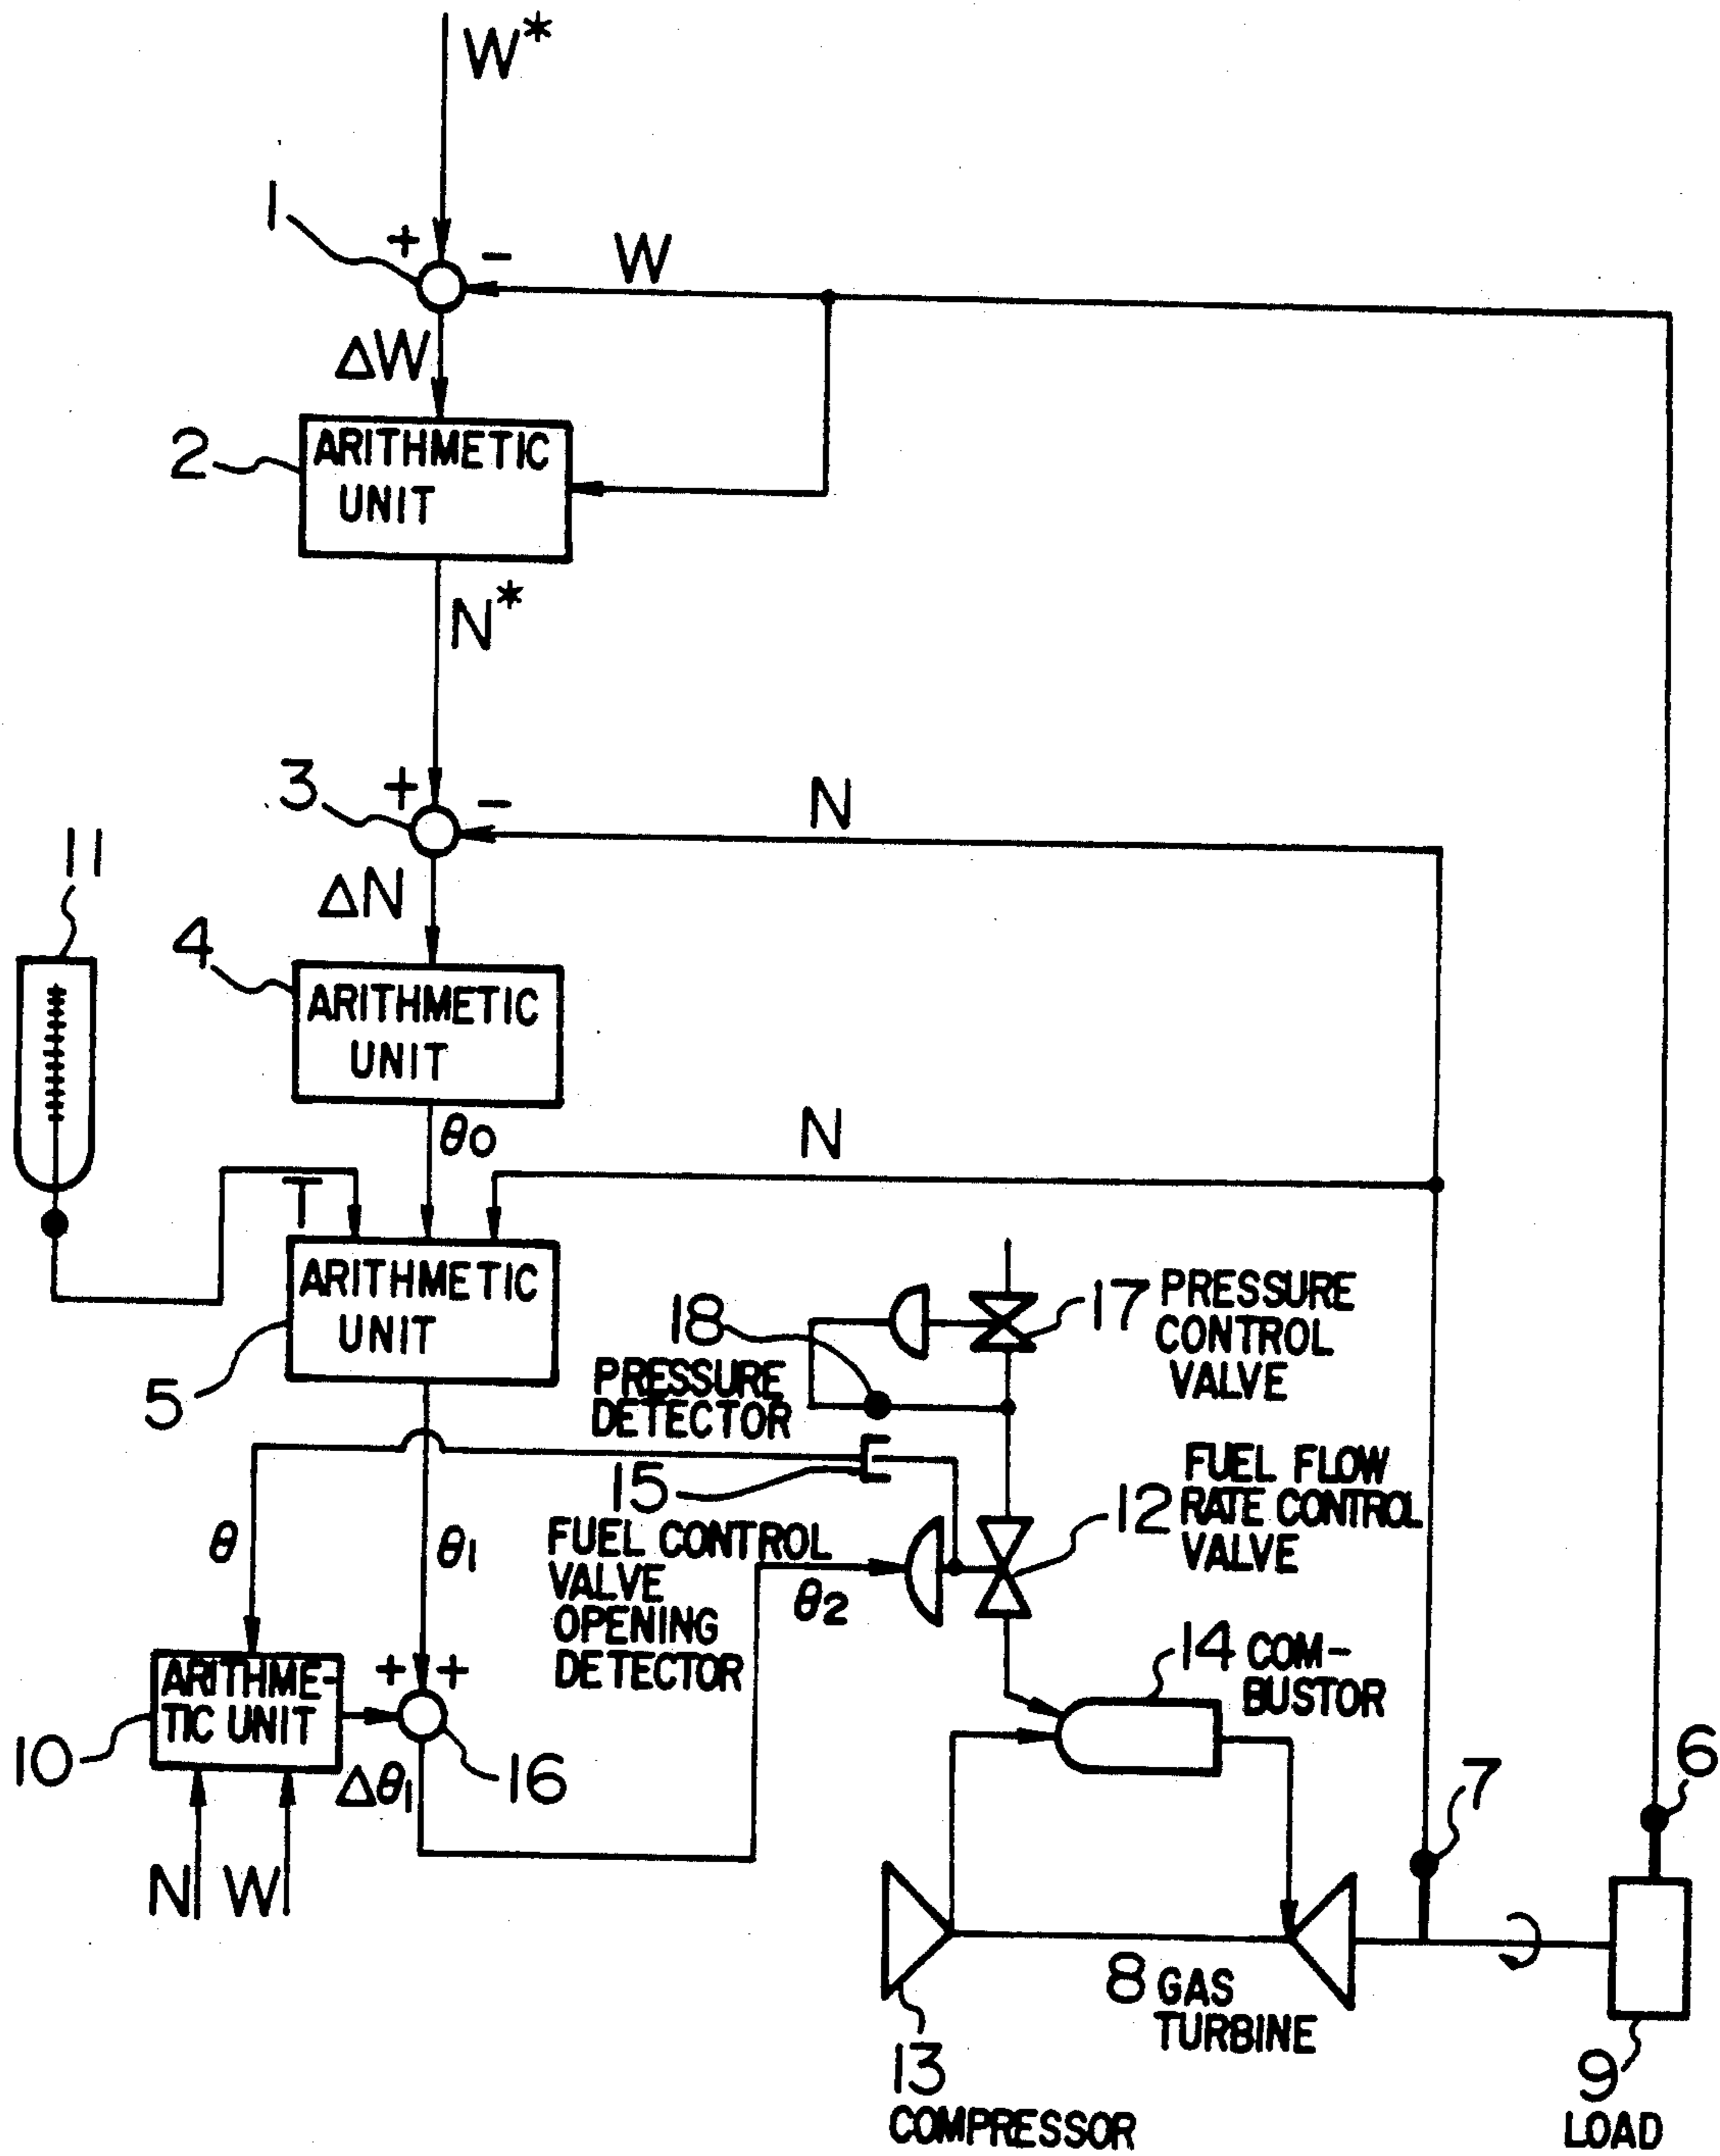 W*
1
+
−
W
ΔW
2
ARITHMETIC
UNIT
N*
3
+
−
N
11
ΔN
4
ARITHMETIC
UNIT
θ0
N
T
ARITHMETIC
UNIT
5
18
PRESSURE
DETECTOR
17 PRESSURE
CONTROL
VALVE
15
FUEL CONTROL
VALVE
OPENING
DETECTOR
12 FUEL FLOW
RATE CONTROL
VALVE
θ
θ1
θ2
ARITHME-
TIC UNIT
+
+
10
Δθ1
16
N
W
14 COM-
BUSTOR
7
6
8 GAS
TURBINE
13
COMPRESSOR
9
LOAD